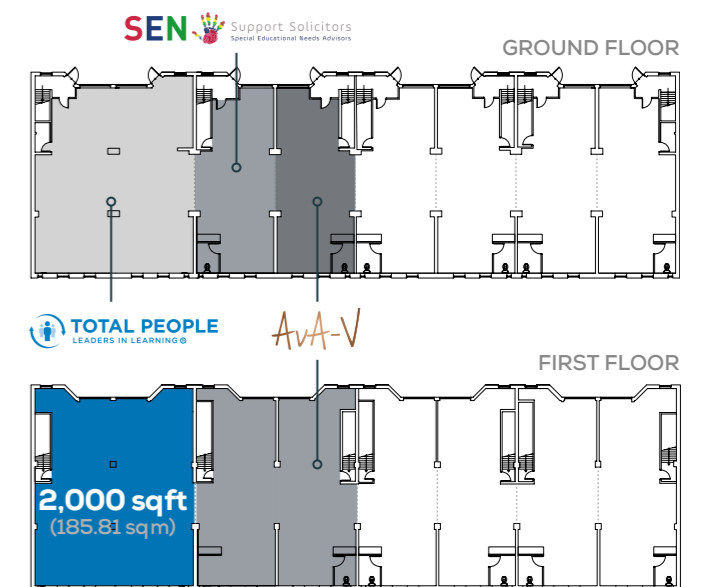 SEN Support Solicitors
Special Educational Needs Advisors
GROUND FLOOR
TOTAL PEOPLE
LEADERS IN LEARNING
AvA-V
FIRST FLOOR
2,000 sqft
(185.81 sqm)